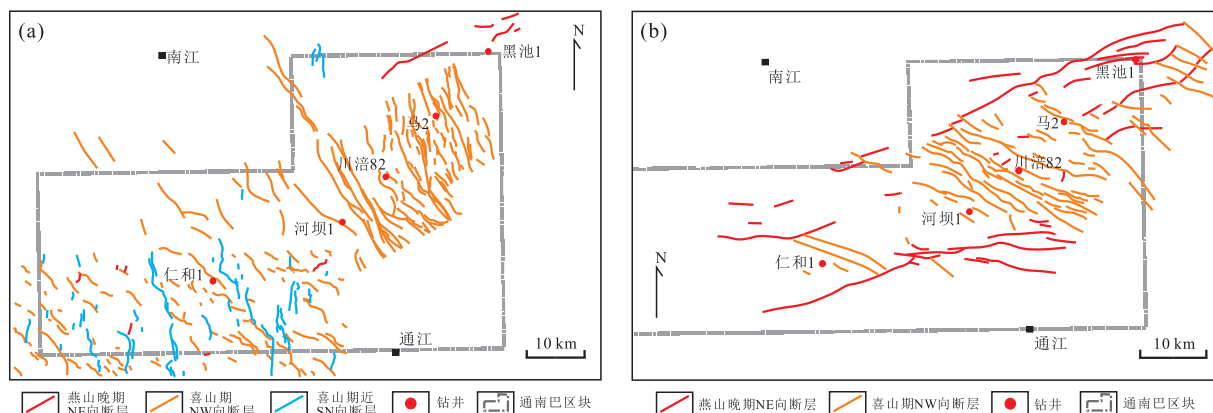 (a)
N
南江
黑池1
马2
川涪82
河坝1
仁和1
通江
10 km
燕山晚期
NE向断层
喜山期
NW向断层
喜山期近
SN向断层
钻井
通南巴区块
(b)
南江
黑池1
马2
川涪82
河坝1
N
仁和1
通江
10 km
燕山晚期NE向断层
喜山期NW向断层
钻井
通南巴区块